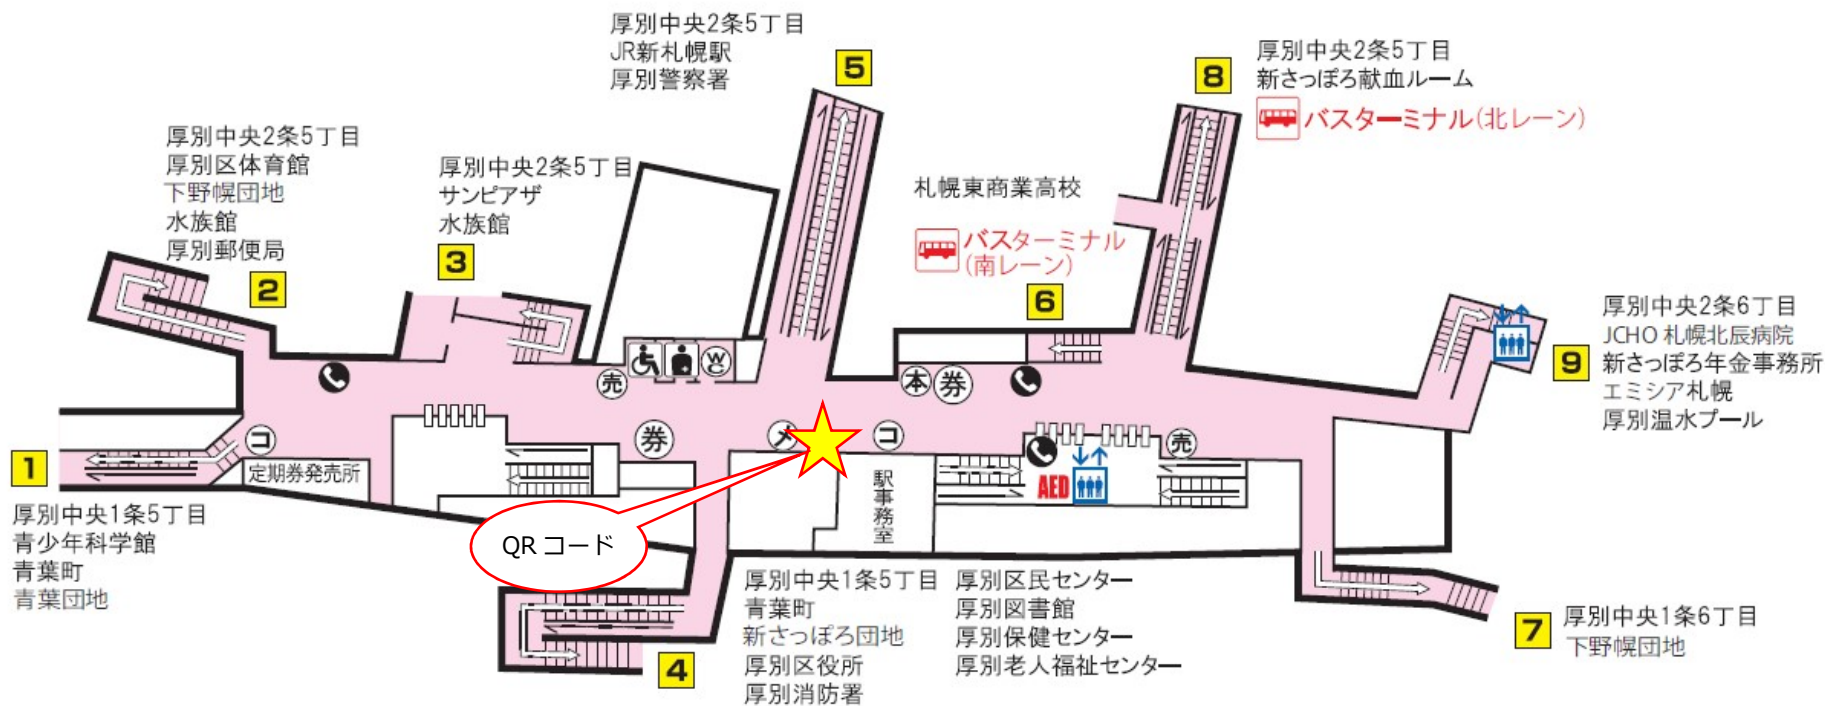 厚別中央2条5丁目
JR新札幌駅
厚別警察署
5
8
厚別中央2条5丁目
新さっぽろ献血ルーム
バスターミナル(北レーン)
厚別中央2条5丁目
厚別区体育館
下野幌団地
水族館
厚別郵便局
2
厚別中央2条5丁目
サンピアザ
水族館
3
札幌東商業高校
バスターミナル
(南レーン)
6
厚別中央2条6丁目
JCHO 札幌北辰病院
新さっぽろ年金事務所
エミシア札幌
厚別温水プール
9
売
WC
本
券
コ
券
メ
コ
売
1
定期券発売所
駅事務室
AED
QR コード
厚別中央1条5丁目
青少年科学館
青葉町
青葉団地
4
厚別中央1条5丁目
青葉町
新さっぽろ団地
厚別区役所
厚別消防署
厚別区民センター
厚別図書館
厚別保健センター
厚別老人福祉センター
7
厚別中央1条6丁目
下野幌団地